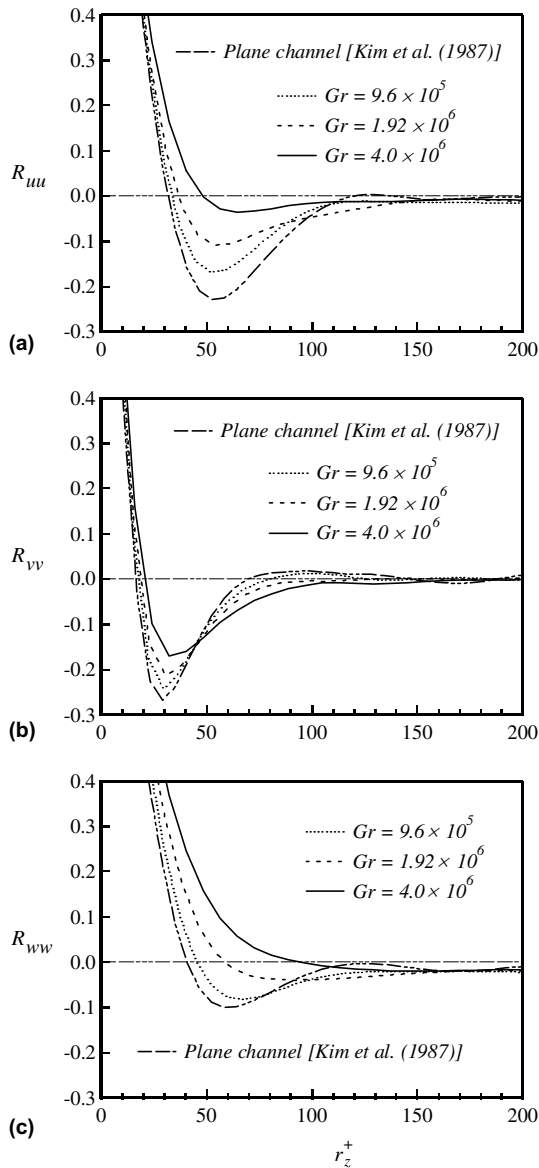 0.4
Plane channel [Kim et al. (1987)]
0.3
Gr = 9.6 × 10^5
0.2
Gr = 1.92 × 10^6
0.1
Gr = 4.0 × 10^6
R_uu
0.0
-0.1
-0.2
(a)
-0.3
0 50 100 150 200
0.4
Plane channel [Kim et al. (1987)]
0.3
Gr = 9.6 × 10^5
0.2
Gr = 1.92 × 10^6
0.1
Gr = 4.0 × 10^6
R_vv
0.0
-0.1
-0.2
(b)
-0.3
0 50 100 150 200
0.4
0.3
Gr = 9.6 × 10^5
0.2
Gr = 1.92 × 10^6
0.1
Gr = 4.0 × 10^6
R_ww
0.0
-0.1
-0.2
Plane channel [Kim et al. (1987)]
(c)
-0.3
0 50 100 150 200
r_z^+